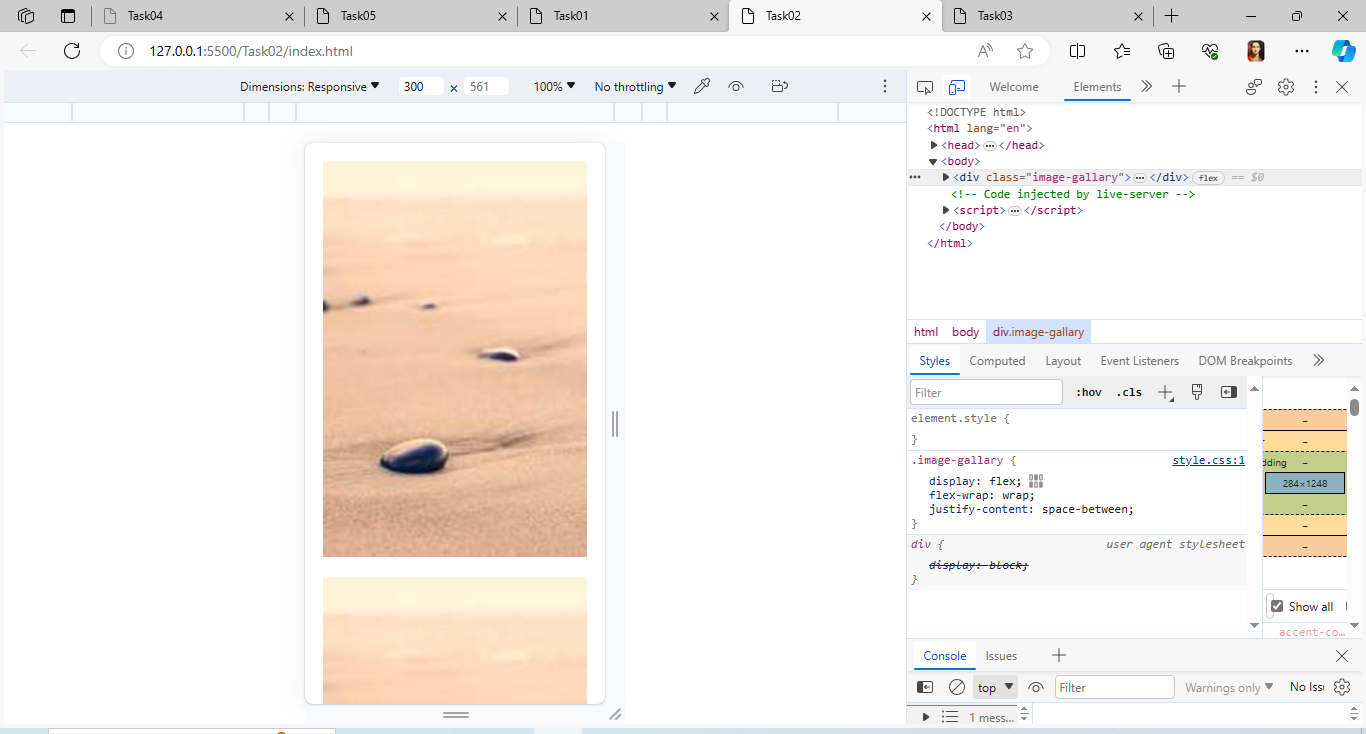 Task04
Task05
Task01
Task02
Task03
127.0.0.1:5500/Task02/index.html
Dimensions: Responsive 300 × 561 100% No throttling
Welcome Elements
<!DOCTYPE html>
<html lang="en">
<head> ⋯ </head>
<body>
••• <div class="image-gallary"> ⋯ </div> flex == $0
<!-- Code injected by live-server -->
<script> ⋯ </script>
</body>
</html>
html body div.image-gallary
Styles Computed Layout Event Listeners DOM Breakpoints
Filter :hov .cls
element.style {
}
.image-gallary { style.css:1
display: flex;
flex-wrap: wrap;
justify-content: space-between;
}
div { user agent stylesheet
display: block;
}
–
–
dding –
284×1248
–
–
–
Show all
accent-co…
Console Issues
top Filter Warnings only No Iss
1 mess…